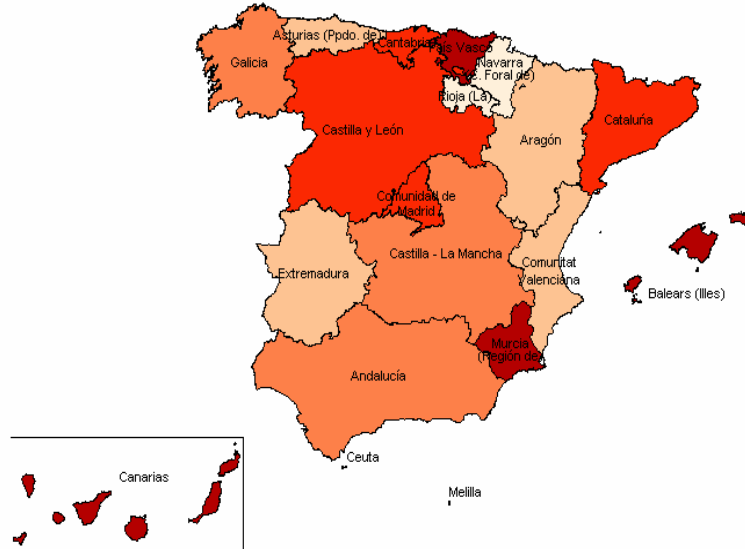 Asturias (Ppdo. de)
Cantabria
País Vasco
Galicia
Navarra
(C. Foral de)
Rioja (La)
Castilla y León
Cataluña
Aragón
Comunidad de
Madrid
Castilla - La Mancha
Comunitat
Valenciana
Extremadura
Balears (Illes)
Murcia
(Región de)
Andalucía
Ceuta
Canarias
Melilla